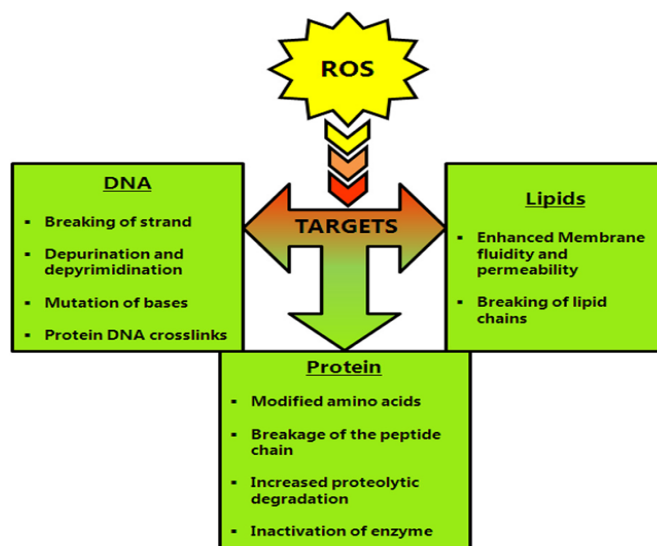 ROS
TARGETS
DNA
▪ Breaking of strand
▪ Depurination and
depyrimidination
▪ Mutation of bases
▪ Protein DNA crosslinks
Lipids
▪ Enhanced Membrane
fluidity and
permeability
▪ Breaking of lipid
chains
Protein
▪ Modified amino acids
▪ Breakage of the peptide
chain
▪ Increased proteolytic
degradation
▪ Inactivation of enzyme